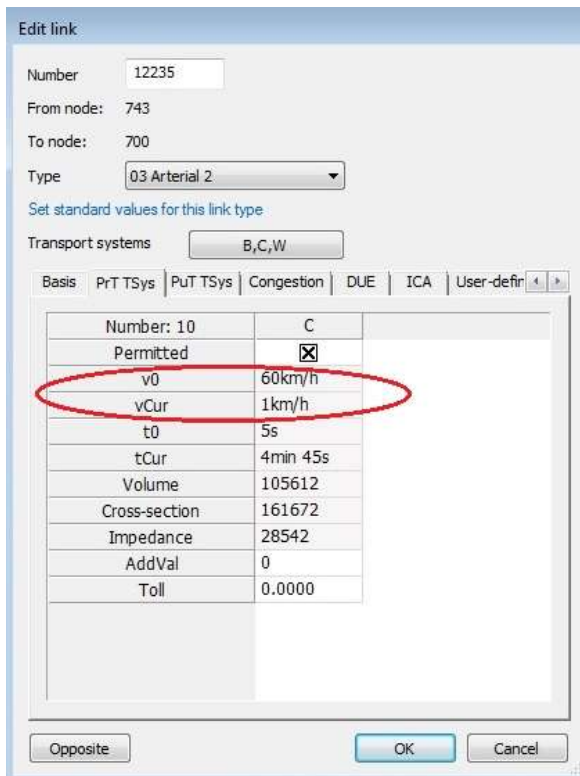 Edit link
Number 12235
From node: 743
To node: 700
Type 03 Arterial 2
Set standard values for this link type
Transport systems B,C,W
Basis PrT TSys PuT TSys Congestion DUE ICA User-defin
Number: 10 C
Permitted
v0 60km/h
vCur 1km/h
t0 5s
tCur 4min 45s
Volume 105612
Cross-section 161672
Impedance 28542
AddVal 0
Toll 0.0000
Opposite OK Cancel